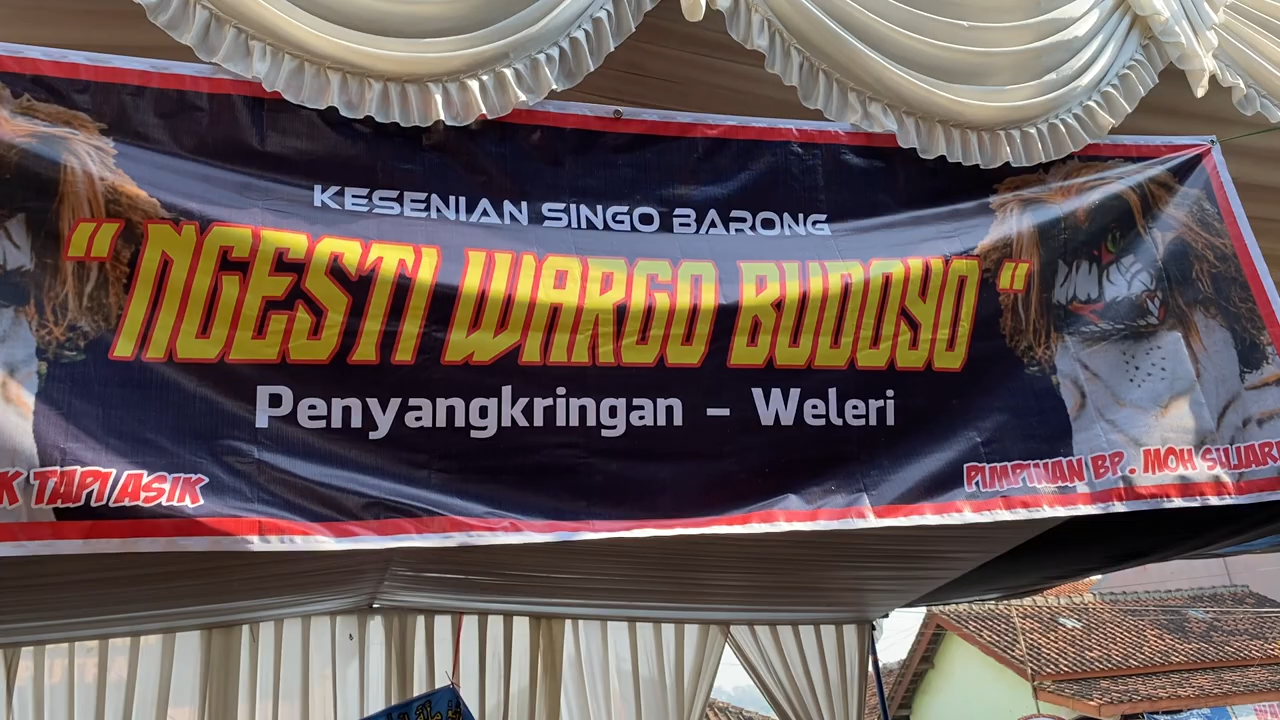 KESENIAN SINGO BARONG
“ NGESTI WARGO BUDOYO “
Penyangkringan – Weleri
TAPI ASIK
PIMPINAN BP. MOH